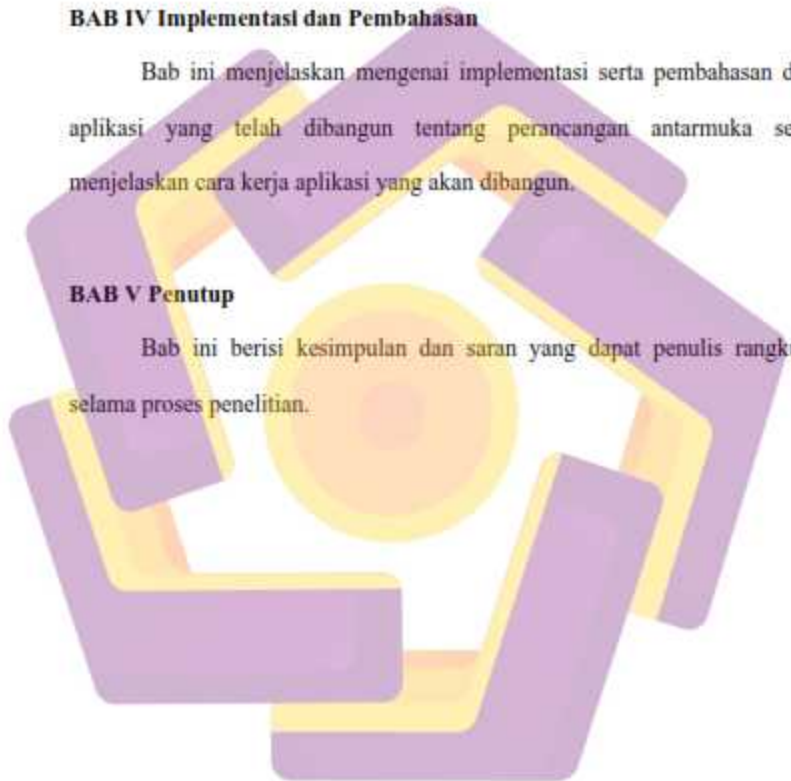 BAB IV Implementasi dan Pembahasan
Bab ini menjelaskan mengenai implementasi serta pembahasan d
aplikasi yang telah dibangun tentang perancangan antarmuka se
menjelaskan cara kerja aplikasi yang akan dibangun.
BAB V Penutup
Bab ini berisi kesimpulan dan saran yang dapat penulis rangku
selama proses penelitian.